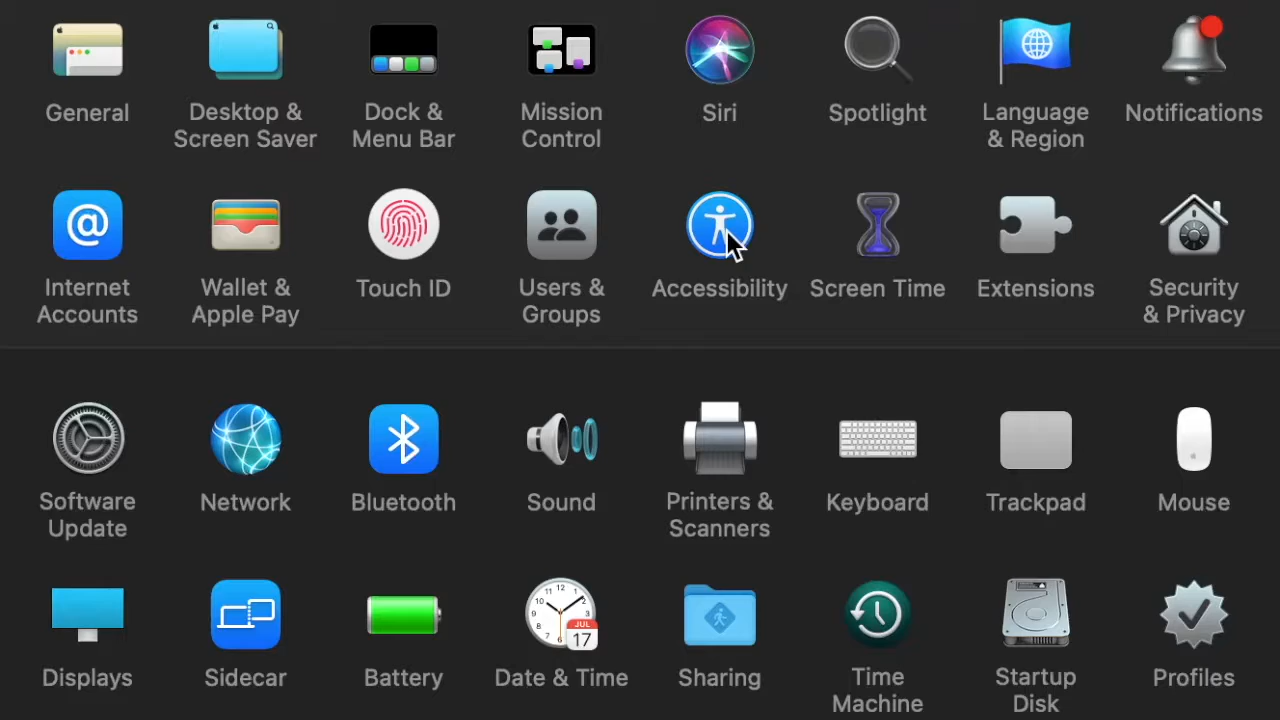 General
Desktop &
Screen Saver
Dock &
Menu Bar
Mission
Control
Siri
Spotlight
Language
& Region
Notifications
Internet
Accounts
Wallet &
Apple Pay
Touch ID
Users &
Groups
Accessibility
Screen Time
Extensions
Security
& Privacy
Software
Update
Network
Bluetooth
Sound
Printers &
Scanners
Keyboard
Trackpad
Mouse
Displays
Sidecar
Battery
JUL
17
Date & Time
Sharing
Time
Machine
Startup
Disk
Profiles